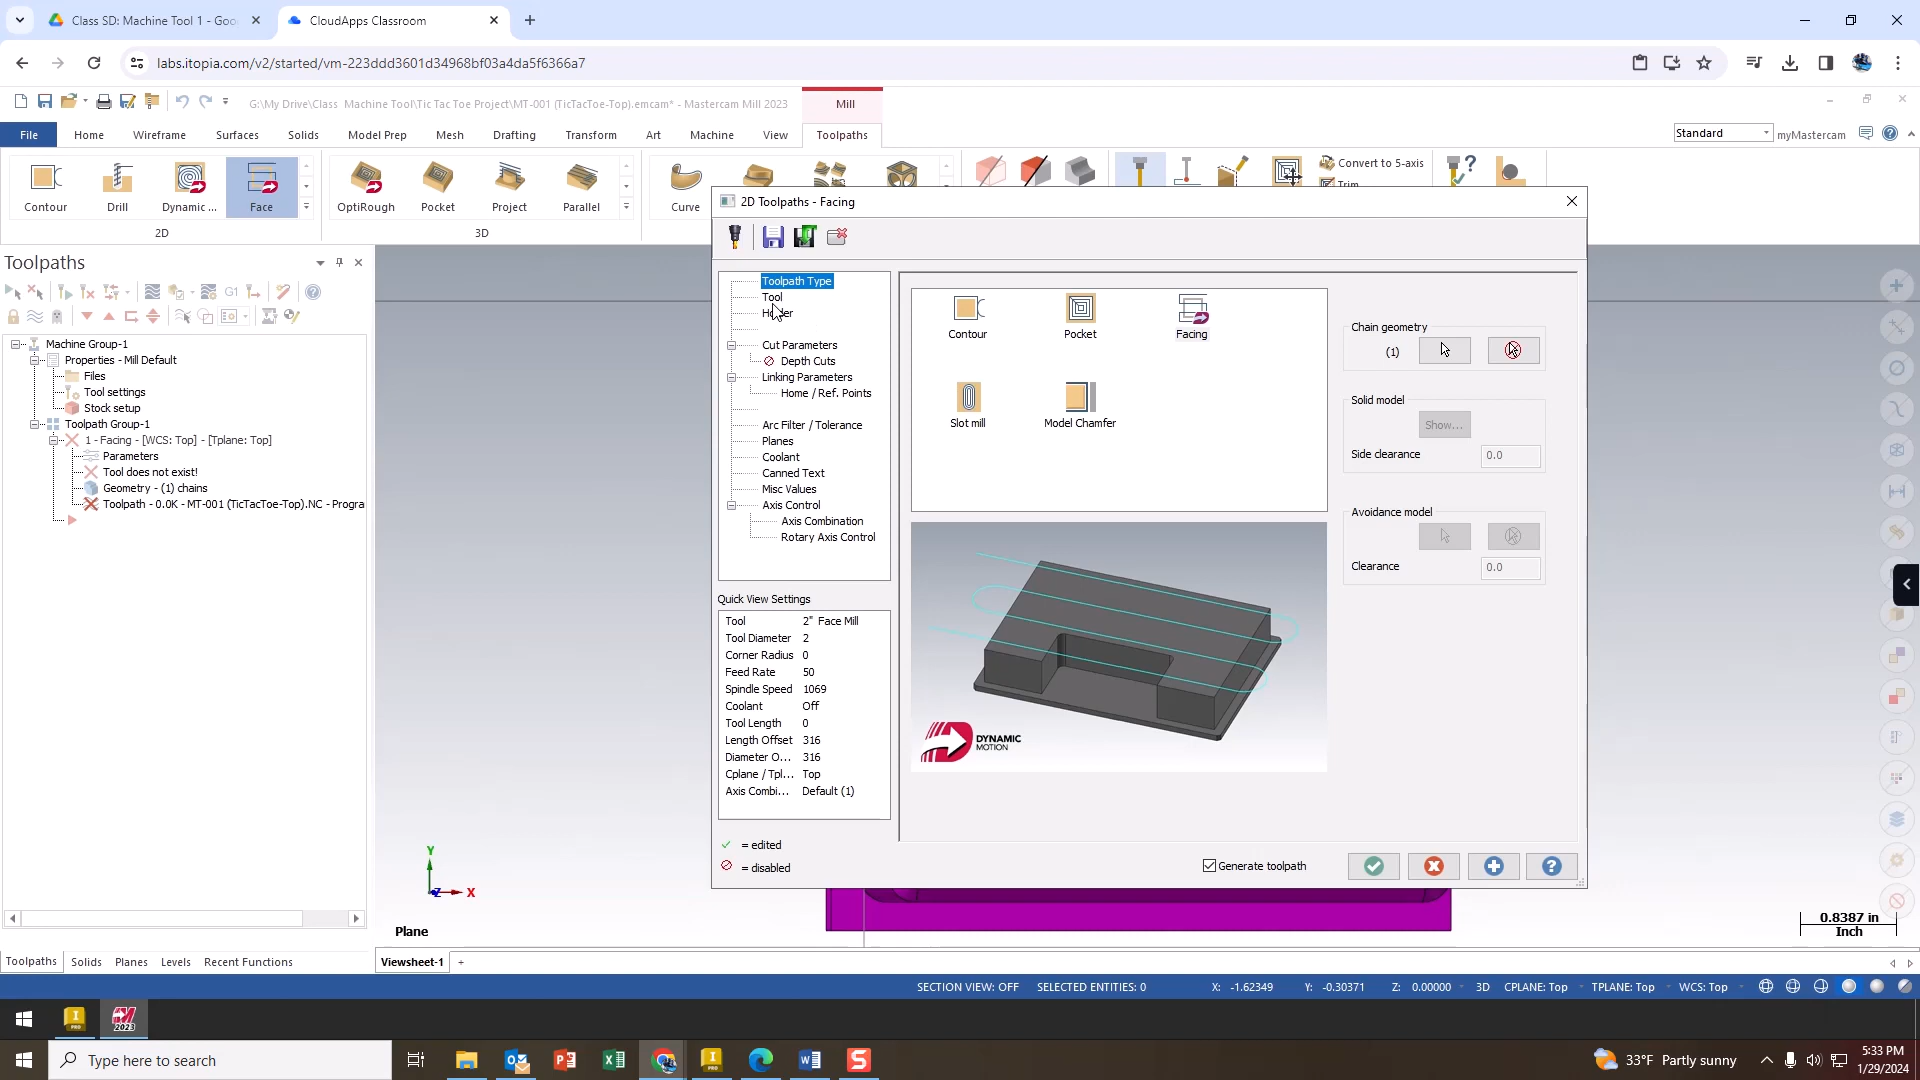 Class SD: Machine Tool 1 - Goo
CloudApps Classroom
labs.itopia.com/v2/started/vm-223ddd3601d34968bf03a4da5f6366a7
G:\My Drive\Class Machine Tool\Tic Tac Toe Project\MT-001 (TicTacToe-Top).emcam* - Mastercam Mill 2023
Mill
File
Home
Wireframe
Surfaces
Solids
Model Prep
Mesh
Drafting
Transform
Art
Machine
View
Toolpaths
Standard
myMastercam
Contour
Drill
Dynamic ...
Face
OptiRough
Pocket
Project
Parallel
Curve
Convert to 5-axis
Trim
2D
3D
Toolpaths
G1
Machine Group-1
Properties - Mill Default
Files
Tool settings
Stock setup
Toolpath Group-1
1 - Facing - [WCS: Top] - [Tplane: Top]
Parameters
Tool does not exist!
Geometry - (1) chains
Toolpath - 0.0K - MT-001 (TicTacToe-Top).NC - Progra
2D Toolpaths - Facing
Toolpath Type
Tool
Holder
Cut Parameters
Depth Cuts
Linking Parameters
Home / Ref. Points
Arc Filter / Tolerance
Planes
Coolant
Canned Text
Misc Values
Axis Control
Axis Combination
Rotary Axis Control
Quick View Settings
Tool 2" Face Mill
Tool Diameter 2
Corner Radius 0
Feed Rate 50
Spindle Speed 1069
Coolant Off
Tool Length 0
Length Offset 316
Diameter O... 316
Cplane / Tpl... Top
Axis Combi... Default (1)
= edited
= disabled
Contour
Pocket
Facing
Slot mill
Model Chamfer
DYNAMIC
MOTION
Chain geometry
(1)
Solid model
Show...
Side clearance 0.0
Avoidance model
Clearance 0.0
Generate toolpath
Y
Z
X
Plane
0.8387 in
Inch
Toolpaths
Solids
Planes
Levels
Recent Functions
Viewsheet-1
+
SECTION VIEW: OFF
SELECTED ENTITIES: 0
X: -1.62349
Y: -0.30371
Z: 0.00000
3D
CPLANE: Top
TPLANE: Top
WCS: Top
PRO
2023
Type here to search
PRO
33°F Partly sunny
5:33 PM
1/29/2024